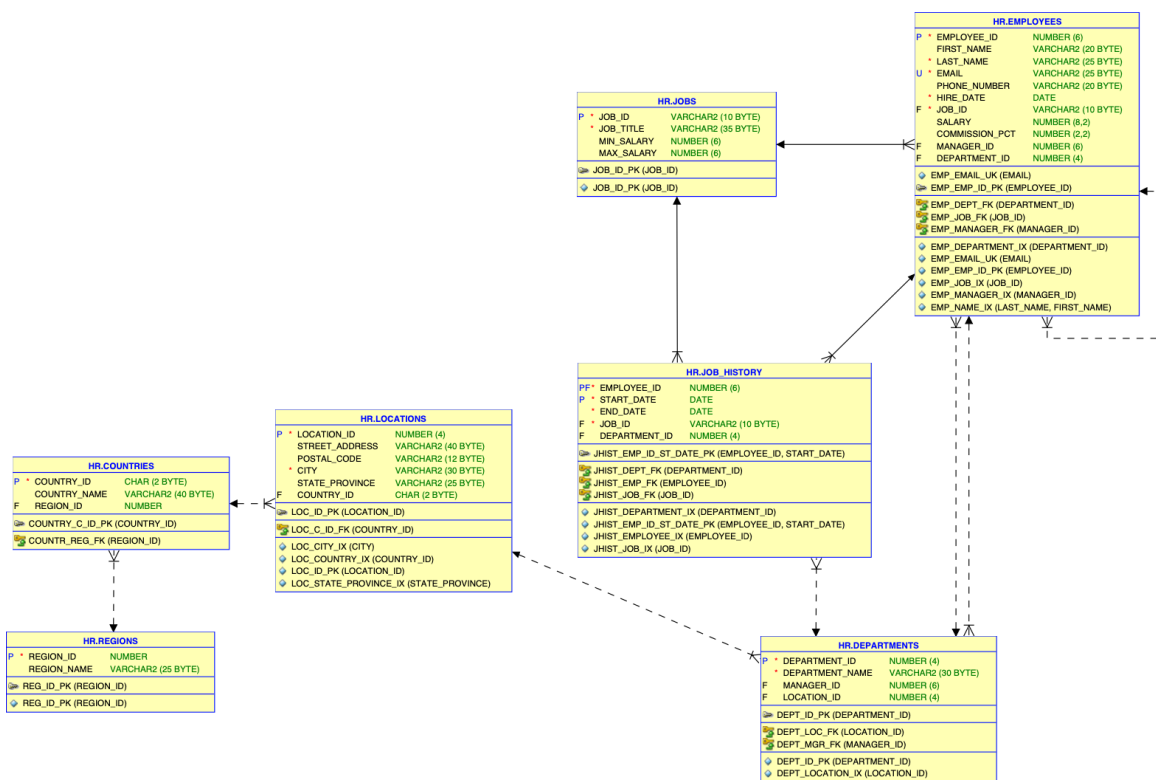 HR.EMPLOYEES
P * EMPLOYEE_ID NUMBER (6)
FIRST_NAME VARCHAR2 (20 BYTE)
* LAST_NAME VARCHAR2 (25 BYTE)
U * EMAIL VARCHAR2 (25 BYTE)
PHONE_NUMBER VARCHAR2 (20 BYTE)
* HIRE_DATE DATE
F * JOB_ID VARCHAR2 (10 BYTE)
SALARY NUMBER (8,2)
COMMISSION_PCT NUMBER (2,2)
F MANAGER_ID NUMBER (6)
F DEPARTMENT_ID NUMBER (4)
EMP_EMAIL_UK (EMAIL)
EMP_EMP_ID_PK (EMPLOYEE_ID)
EMP_DEPT_FK (DEPARTMENT_ID)
EMP_JOB_FK (JOB_ID)
EMP_MANAGER_FK (MANAGER_ID)
EMP_DEPARTMENT_IX (DEPARTMENT_ID)
EMP_EMAIL_UK (EMAIL)
EMP_EMP_ID_PK (EMPLOYEE_ID)
EMP_JOB_IX (JOB_ID)
EMP_MANAGER_IX (MANAGER_ID)
EMP_NAME_IX (LAST_NAME, FIRST_NAME)
HR.JOBS
P * JOB_ID VARCHAR2 (10 BYTE)
* JOB_TITLE VARCHAR2 (35 BYTE)
MIN_SALARY NUMBER (6)
MAX_SALARY NUMBER (6)
JOB_ID_PK (JOB_ID)
JOB_ID_PK (JOB_ID)
HR.JOB_HISTORY
PF* EMPLOYEE_ID NUMBER (6)
P * START_DATE DATE
* END_DATE DATE
F * JOB_ID VARCHAR2 (10 BYTE)
F DEPARTMENT_ID NUMBER (4)
JHIST_EMP_ID_ST_DATE_PK (EMPLOYEE_ID, START_DATE)
JHIST_DEPT_FK (DEPARTMENT_ID)
JHIST_EMP_FK (EMPLOYEE_ID)
JHIST_JOB_FK (JOB_ID)
JHIST_DEPARTMENT_IX (DEPARTMENT_ID)
JHIST_EMP_ID_ST_DATE_PK (EMPLOYEE_ID, START_DATE)
JHIST_EMPLOYEE_IX (EMPLOYEE_ID)
JHIST_JOB_IX (JOB_ID)
HR.LOCATIONS
P * LOCATION_ID NUMBER (4)
STREET_ADDRESS VARCHAR2 (40 BYTE)
POSTAL_CODE VARCHAR2 (12 BYTE)
* CITY VARCHAR2 (30 BYTE)
STATE_PROVINCE VARCHAR2 (25 BYTE)
F COUNTRY_ID CHAR (2 BYTE)
LOC_ID_PK (LOCATION_ID)
LOC_C_ID_FK (COUNTRY_ID)
LOC_CITY_IX (CITY)
LOC_COUNTRY_IX (COUNTRY_ID)
LOC_ID_PK (LOCATION_ID)
LOC_STATE_PROVINCE_IX (STATE_PROVINCE)
HR.COUNTRIES
P * COUNTRY_ID CHAR (2 BYTE)
COUNTRY_NAME VARCHAR2 (40 BYTE)
F REGION_ID NUMBER
COUNTRY_C_ID_PK (COUNTRY_ID)
COUNTR_REG_FK (REGION_ID)
HR.REGIONS
P * REGION_ID NUMBER
REGION_NAME VARCHAR2 (25 BYTE)
REG_ID_PK (REGION_ID)
REG_ID_PK (REGION_ID)
HR.DEPARTMENTS
P * DEPARTMENT_ID NUMBER (4)
* DEPARTMENT_NAME VARCHAR2 (30 BYTE)
F MANAGER_ID NUMBER (6)
F LOCATION_ID NUMBER (4)
DEPT_ID_PK (DEPARTMENT_ID)
DEPT_LOC_FK (LOCATION_ID)
DEPT_MGR_FK (MANAGER_ID)
DEPT_ID_PK (DEPARTMENT_ID)
DEPT_LOCATION_IX (LOCATION_ID)